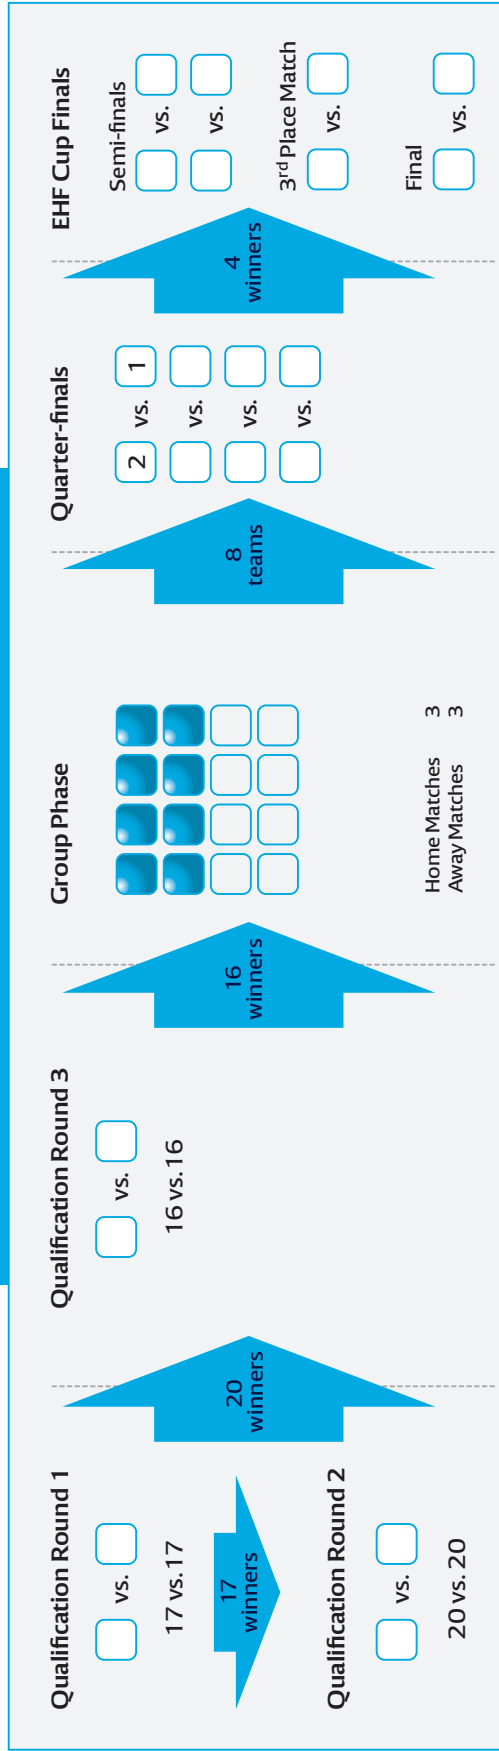 Qualification Round 1
vs.
17 vs. 17
17
winners
Qualification Round 2
vs.
20 vs. 20
20
winners
Qualification Round 3
vs.
16 vs. 16
16
winners
Group Phase
Home Matches 3
Away Matches 3
8
teams
Quarter-finals
2 vs. 1
vs.
vs.
vs.
4
winners
EHF Cup Finals
Semi-finals
vs.
vs.
3rd Place Match
vs.
Final
vs.